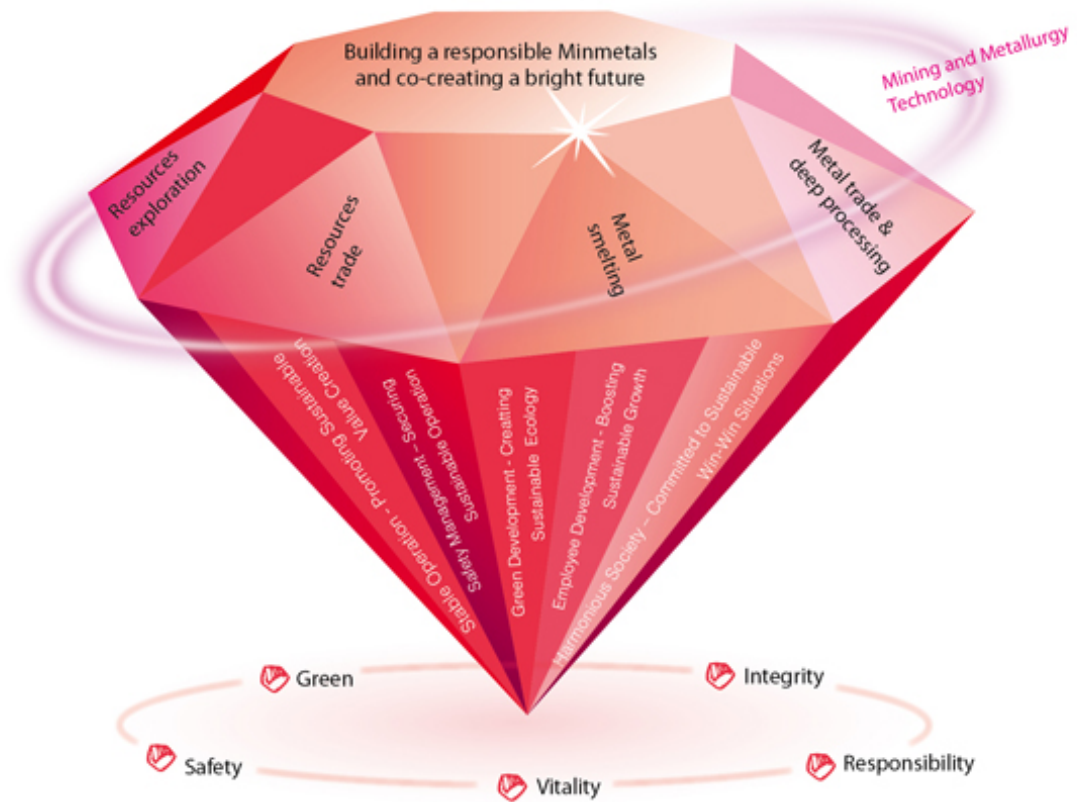 Building a responsible Minmetals
and co-creating a bright future
Mining and Metallurgy
Technology
Resources
exploration
Resources
trade
Metal
smelting
Metal trade &
deep processing
Stable Operation - Promoting Sustainable
Value Creation
Safety Management – Securing
Sustainable Operation
Green Development - Creatting
Sustainable Ecology
Employee Development - Boosting
Sustainable Growth
Harmonious Society – Committed to Sustainable
Win-Win Situations
Green
Integrity
Safety
Vitality
Responsibility